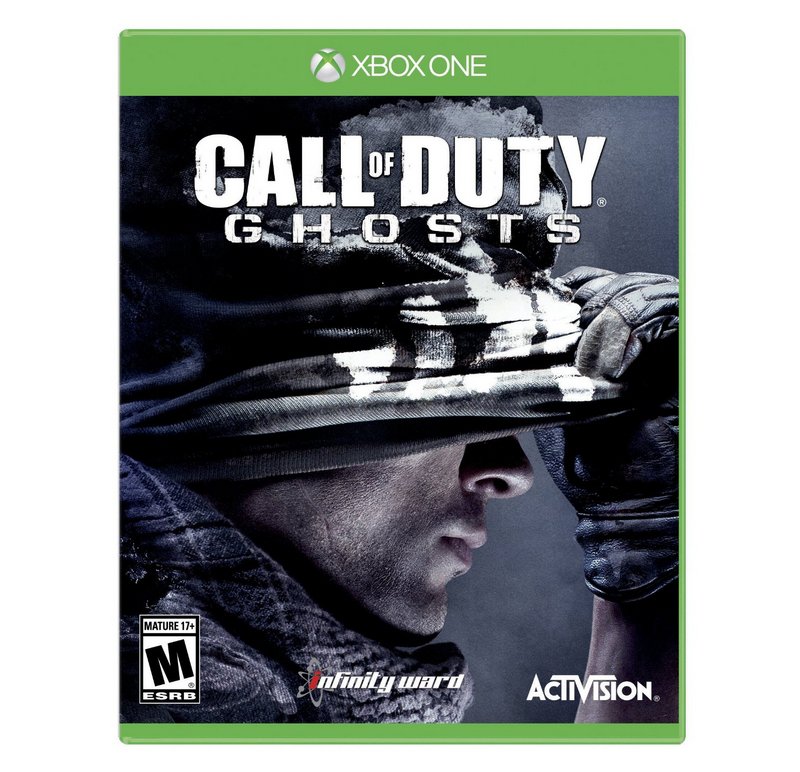 XBOX ONE
CALL OF DUTY®
GHOSTS
MATURE 17+
M®
ESRB
infinity ward
ACTIVISION®